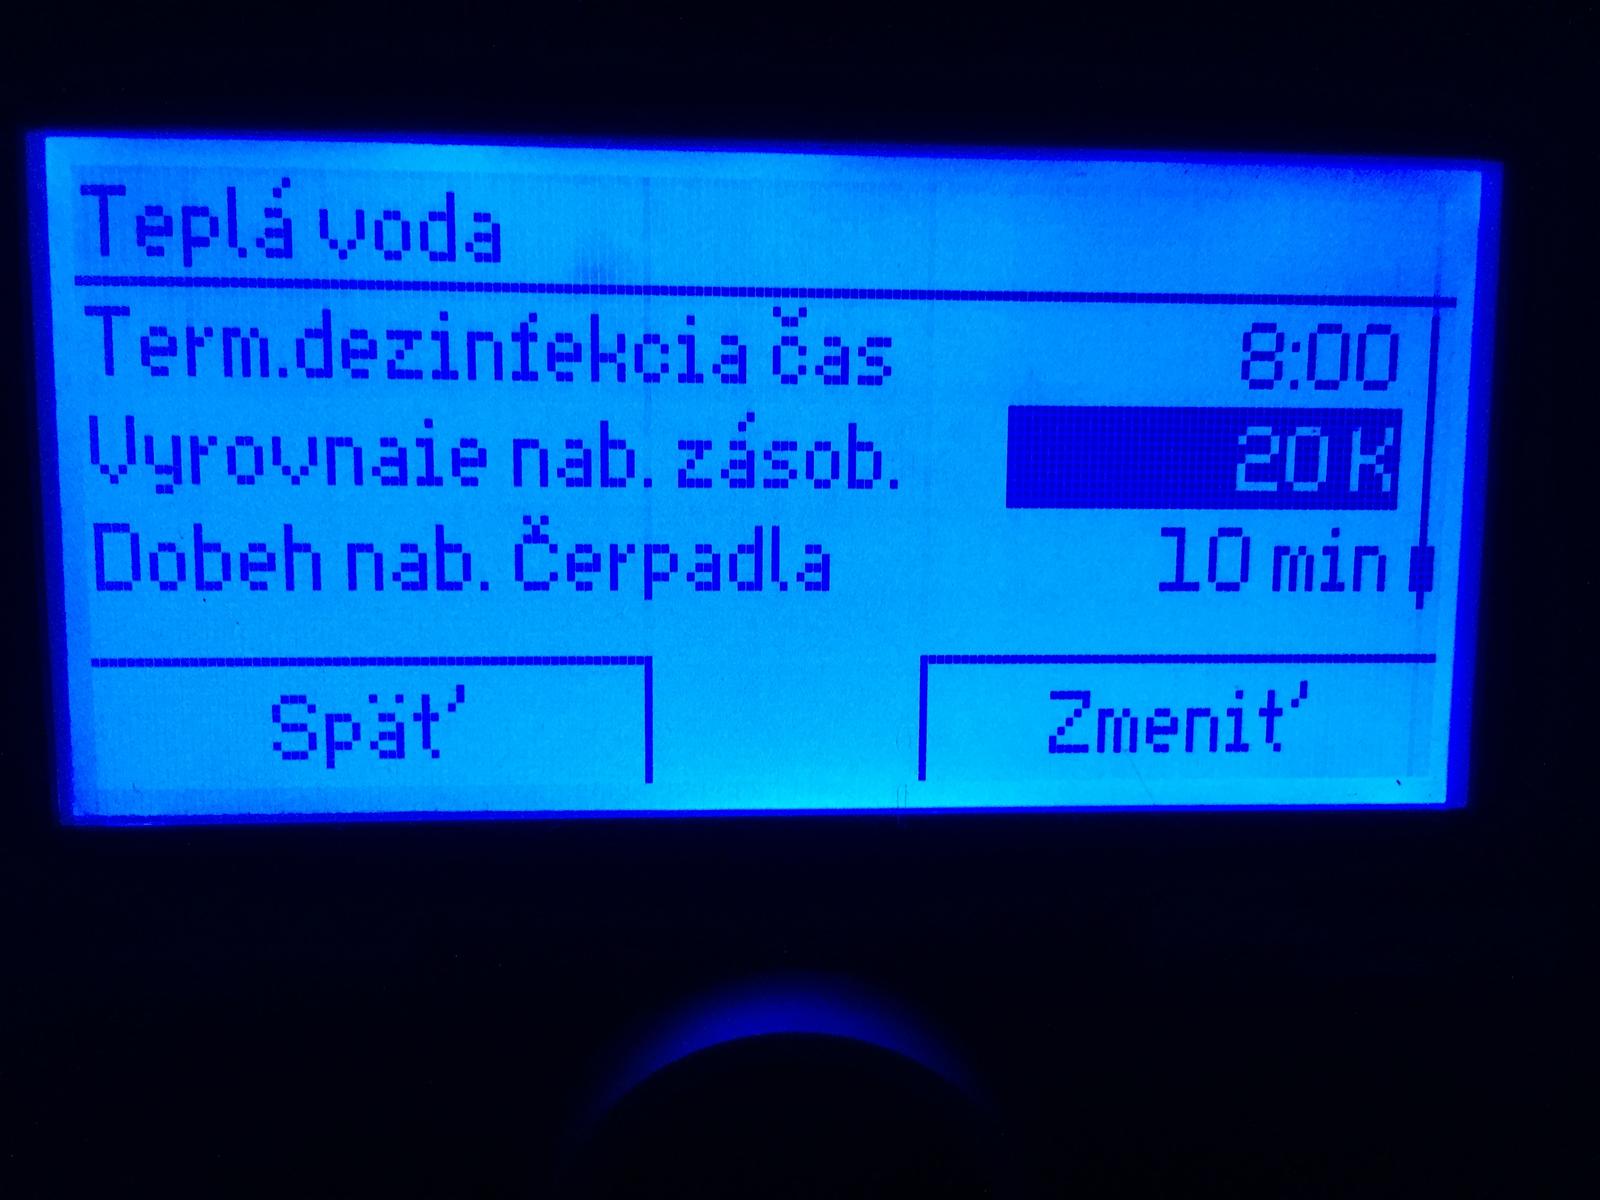 Teplá voda
Term.dezinfekcia čas 8:00
Vyrovnaie nab. zásob. 20 K
Dobeh nab. Čerpadla 10 min
Späť Zmeniť